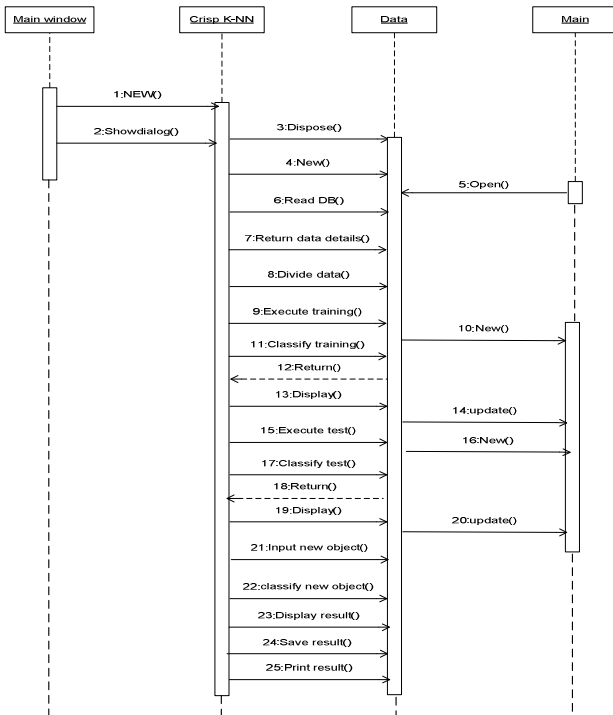 Main window
Crisp K-NN
Data
Main
1:NEW()
2:Showdialog()
3:Dispose()
4:New()
5:Open()
6:Read DB()
7:Return data details()
8:Divide data()
9:Execute training()
10:New()
11:Classify training()
12:Return()
13:Display()
14:update()
15:Execute test()
16:New()
17:Classify test()
18:Return()
19:Display()
20:update()
21:Input new object()
22:classify new object()
23:Display result()
24:Save result()
25:Print result()